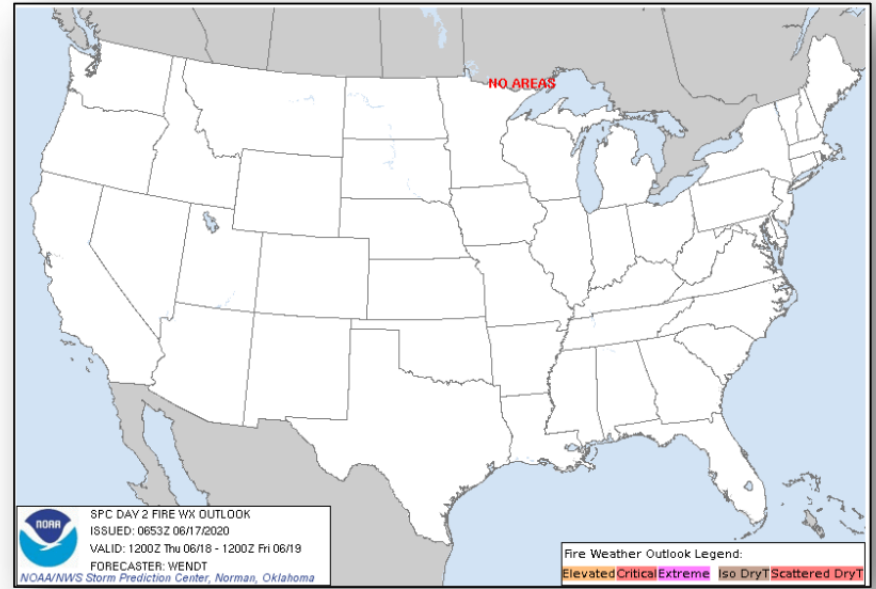 NO AREAS
NOAA
SPC DAY 2 FIRE WX OUTLOOK
ISSUED: 0653Z 06/17/2020
VALID: 1200Z Thu 06/18 - 1200Z Fri 06/19
FORECASTER: WENDT
NOAA/NWS Storm Prediction Center, Norman, Oklahoma
Fire Weather Outlook Legend:
Elevated Critical Extreme Iso DryT Scattered DryT